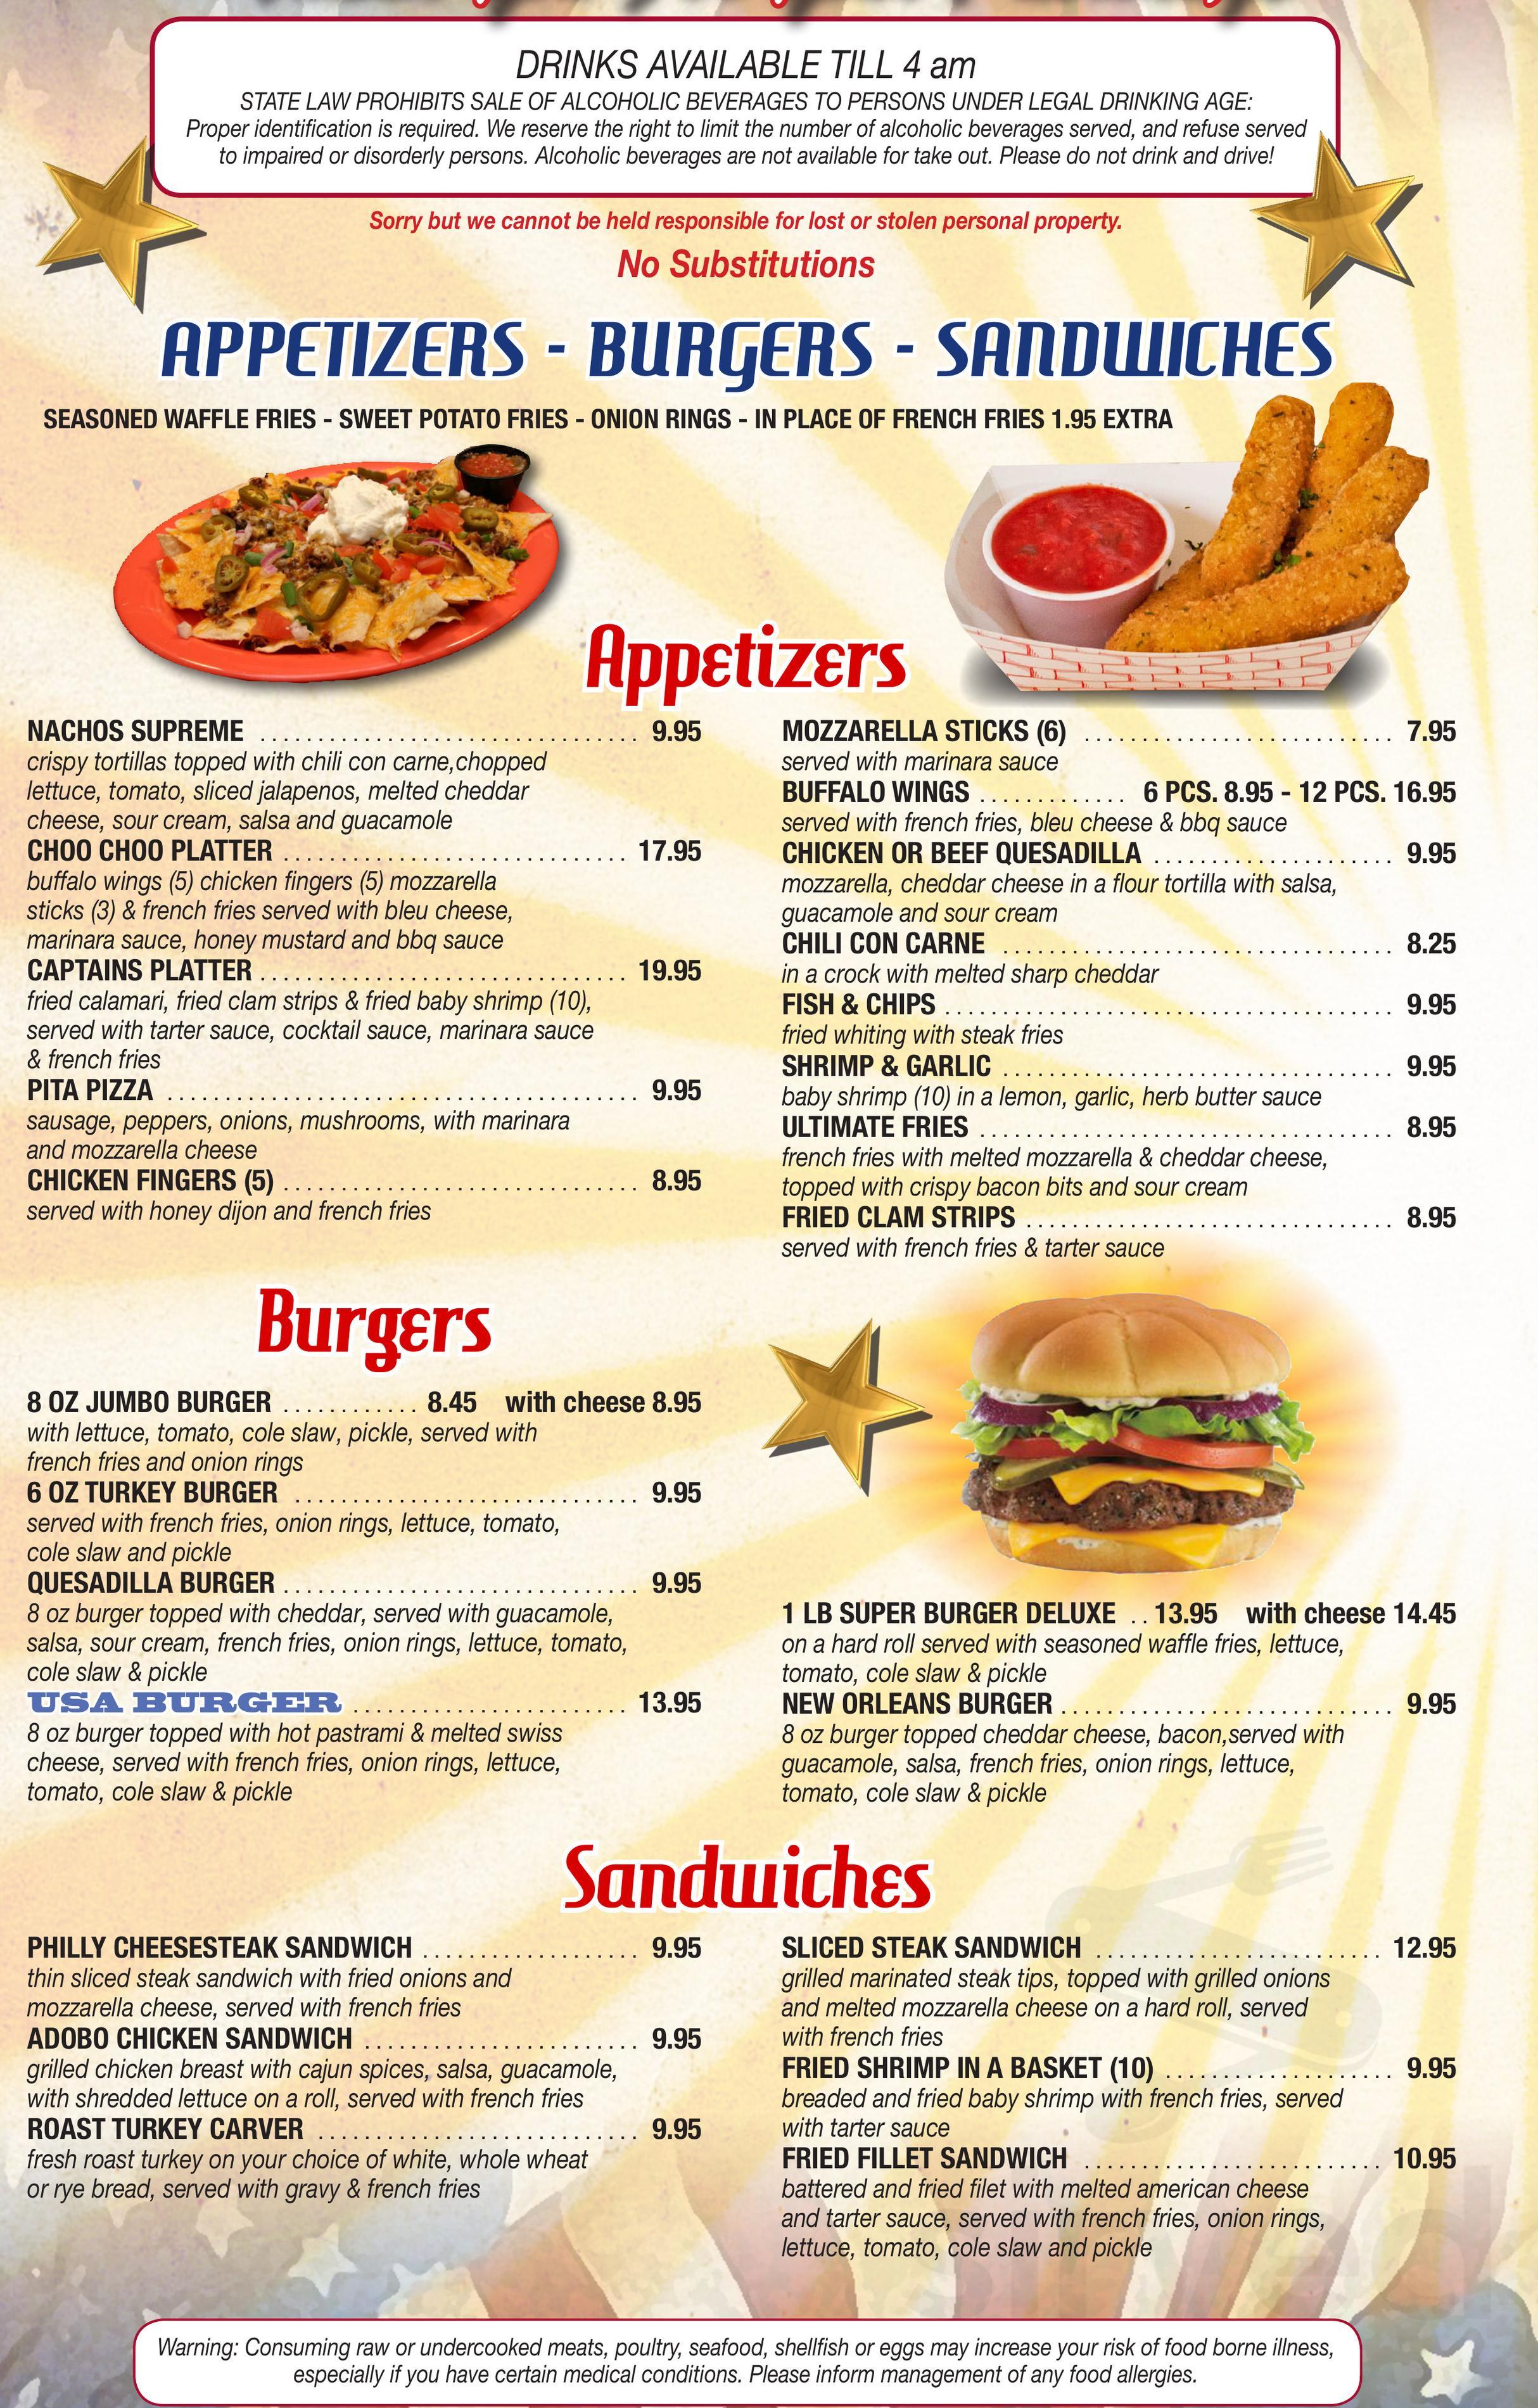 DRINKS AVAILABLE TILL 4 am
STATE LAW PROHIBITS SALE OF ALCOHOLIC BEVERAGES TO PERSONS UNDER LEGAL DRINKING AGE:
Proper identification is required. We reserve the right to limit the number of alcoholic beverages served, and refuse served
to impaired or disorderly persons. Alcoholic beverages are not available for take out. Please do not drink and drive!
Sorry but we cannot be held responsible for lost or stolen personal property.
No Substitutions
APPETIZERS - BURGERS - SANDWICHES
SEASONED WAFFLE FRIES - SWEET POTATO FRIES - ONION RINGS - IN PLACE OF FRENCH FRIES 1.95 EXTRA
Appetizers
NACHOS SUPREME 9.95
crispy tortillas topped with chili con carne,chopped
lettuce, tomato, sliced jalapenos, melted cheddar
cheese, sour cream, salsa and guacamole
CHOO CHOO PLATTER 17.95
buffalo wings (5) chicken fingers (5) mozzarella
sticks (3) & french fries served with bleu cheese,
marinara sauce, honey mustard and bbq sauce
CAPTAINS PLATTER 19.95
fried calamari, fried clam strips & fried baby shrimp (10),
served with tarter sauce, cocktail sauce, marinara sauce
& french fries
PITA PIZZA 9.95
sausage, peppers, onions, mushrooms, with marinara
and mozzarella cheese
CHICKEN FINGERS (5) 8.95
served with honey dijon and french fries
MOZZARELLA STICKS (6) 7.95
served with marinara sauce
BUFFALO WINGS 6 PCS. 8.95 - 12 PCS. 16.95
served with french fries, bleu cheese & bbq sauce
CHICKEN OR BEEF QUESADILLA 9.95
mozzarella, cheddar cheese in a flour tortilla with salsa,
guacamole and sour cream
CHILI CON CARNE 8.25
in a crock with melted sharp cheddar
FISH & CHIPS 9.95
fried whiting with steak fries
SHRIMP & GARLIC 9.95
baby shrimp (10) in a lemon, garlic, herb butter sauce
ULTIMATE FRIES 8.95
french fries with melted mozzarella & cheddar cheese,
topped with crispy bacon bits and sour cream
FRIED CLAM STRIPS 8.95
served with french fries & tarter sauce
Burgers
8 OZ JUMBO BURGER 8.45 with cheese 8.95
with lettuce, tomato, cole slaw, pickle, served with
french fries and onion rings
6 OZ TURKEY BURGER 9.95
served with french fries, onion rings, lettuce, tomato,
cole slaw and pickle
QUESADILLA BURGER 9.95
8 oz burger topped with cheddar, served with guacamole,
salsa, sour cream, french fries, onion rings, lettuce, tomato,
cole slaw & pickle
USA BURGER 13.95
8 oz burger topped with hot pastrami & melted swiss
cheese, served with french fries, onion rings, lettuce,
tomato, cole slaw & pickle
1 LB SUPER BURGER DELUXE 13.95 with cheese 14.45
on a hard roll served with seasoned waffle fries, lettuce,
tomato, cole slaw & pickle
NEW ORLEANS BURGER 9.95
8 oz burger topped cheddar cheese, bacon,served with
guacamole, salsa, french fries, onion rings, lettuce,
tomato, cole slaw & pickle
Sandwiches
PHILLY CHEESESTEAK SANDWICH 9.95
thin sliced steak sandwich with fried onions and
mozzarella cheese, served with french fries
ADOBO CHICKEN SANDWICH 9.95
grilled chicken breast with cajun spices, salsa, guacamole,
with shredded lettuce on a roll, served with french fries
ROAST TURKEY CARVER 9.95
fresh roast turkey on your choice of white, whole wheat
or rye bread, served with gravy & french fries
SLICED STEAK SANDWICH 12.95
grilled marinated steak tips, topped with grilled onions
and melted mozzarella cheese on a hard roll, served
with french fries
FRIED SHRIMP IN A BASKET (10) 9.95
breaded and fried baby shrimp with french fries, served
with tarter sauce
FRIED FILLET SANDWICH 10.95
battered and fried filet with melted american cheese
and tarter sauce, served with french fries, onion rings,
lettuce, tomato, cole slaw and pickle
Warning: Consuming raw or undercooked meats, poultry, seafood, shellfish or eggs may increase your risk of food borne illness,
especially if you have certain medical conditions. Please inform management of any food allergies.